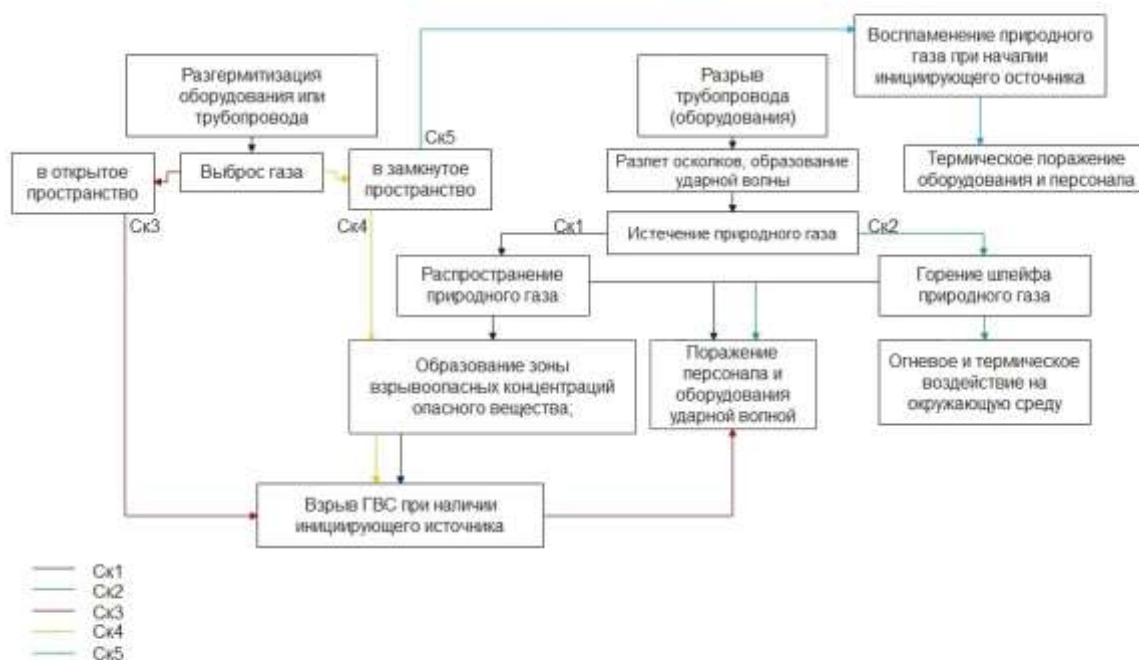 Разгермитизация
оборудования или
трубопровода
Ск5
в открытое
пространство
Выброс газа
в замкнутое
пространство
Ск3
Ск4
Разрыв
трубопровода
(оборудования)
Разлет осколков, образование
ударной волны
Ск1
Истечение природного газа
Ск2
Воспламенение природного
газа при началии
инициирующего осточника
Термическое поражение
оборудования и персонала
Распространение
природного газа
Горение шлейфа
природного газа
Образование зоны
взрывоопасных концентраций
опасного вещества;
Поражение
персонала и
оборудования
ударной волной
Огневое и термическое
воздействие на
окружающую среду
Взрыв ГВС при наличии
инициирующего источника
Ск1
Ск2
Ск3
Ск4
Ск5